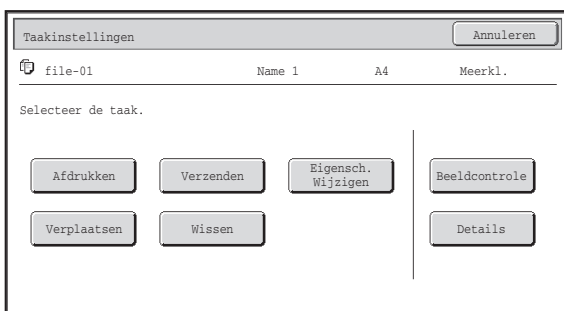 Taakinstellingen Annuleren
file-01 Name 1 A4 Meerkl.
Selecteer de taak.
Afdrukken Verzenden Eigensch. Wijzigen Beeldcontrole
Verplaatsen Wissen Details